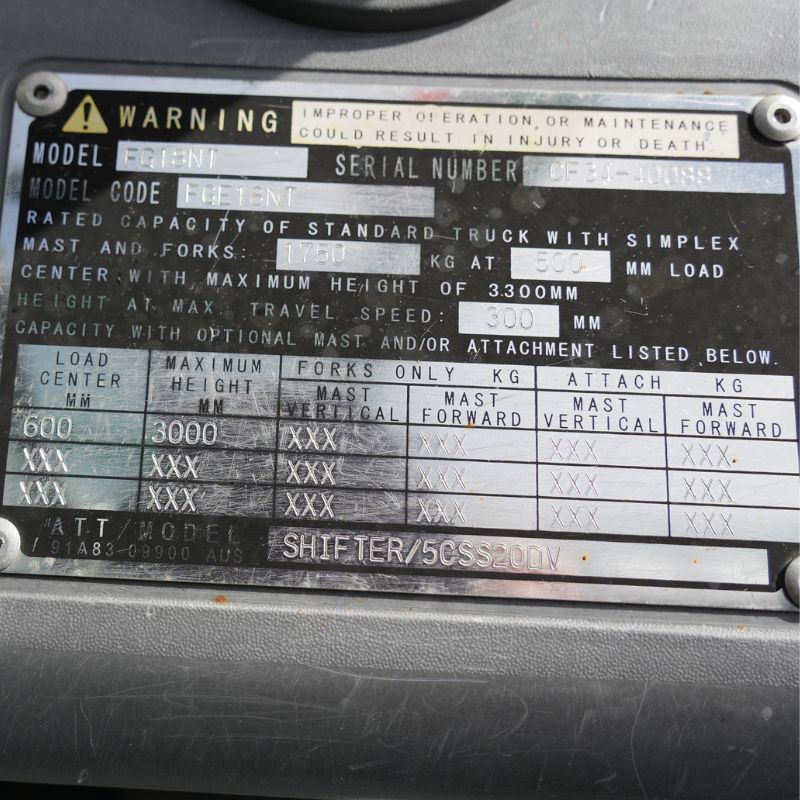 WARNING IMPROPER OPERATION OR MAINTENANCE
COULD RESULT IN INJURY OR DEATH.
MODEL FG18NT SERIAL NUMBER CF34-40088
MODEL CODE FGE18NT
RATED CAPACITY OF STANDARD TRUCK WITH SIMPLEX
MAST AND FORKS: 1750 KG AT 500 MM LOAD
CENTER WITH MAXIMUM HEIGHT OF 3.300MM
HEIGHT AT MAX. TRAVEL SPEED: 300 MM
CAPACITY WITH OPTIONAL MAST AND/OR ATTACHMENT LISTED BELOW.
LOAD CENTER MM MAXIMUM HEIGHT MM FORKS ONLY KG ATTACH KG
MAST VERTICAL MAST FORWARD MAST VERTICAL MAST FORWARD
600 3000 XXX XXX XXX XXX
XXX XXX XXX XXX XXX XXX
XXX XXX XXX XXX XXX XXX
ATT/MODEL SHIFTER/5CSS20DV
91A83-09900 AUS